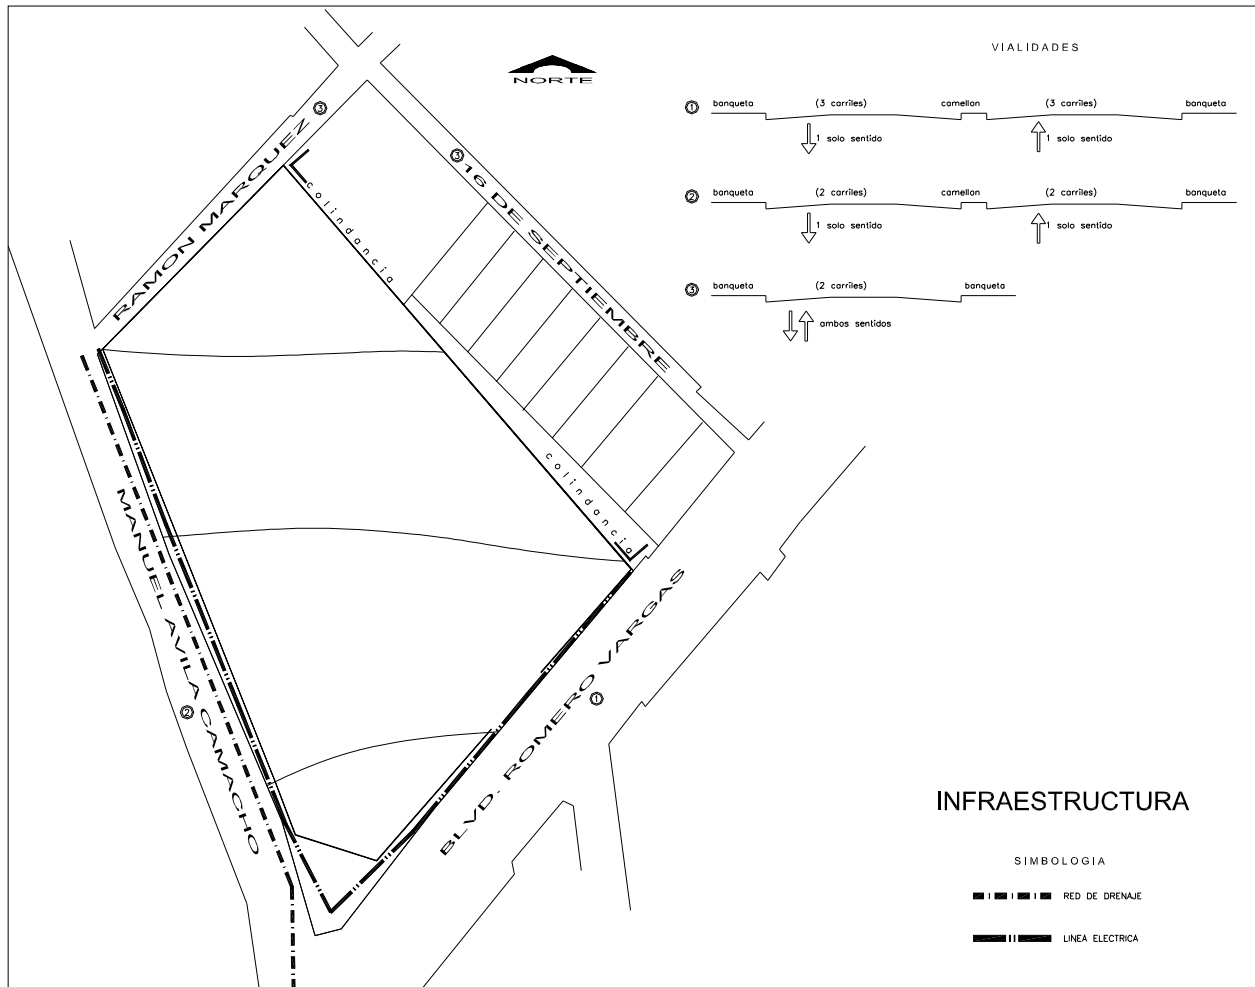 VIALIDADES
NORTE
1 banqueta (3 carriles) camellon (3 carriles) banqueta
1 solo sentido 1 solo sentido
2 banqueta (2 carriles) camellon (2 carriles) banqueta
1 solo sentido 1 solo sentido
3 banqueta (2 carriles) banqueta
ambos sentidos
3
RAMON MARQUEZ
3
16 DE SEPTIEMBRE
colindancia
colindancia
MANUEL AVILA CAMACHO
2
BLVD. ROMERO VARGAS
1
INFRAESTRUCTURA
SIMBOLOGIA
RED DE DRENAJE
LINEA ELECTRICA